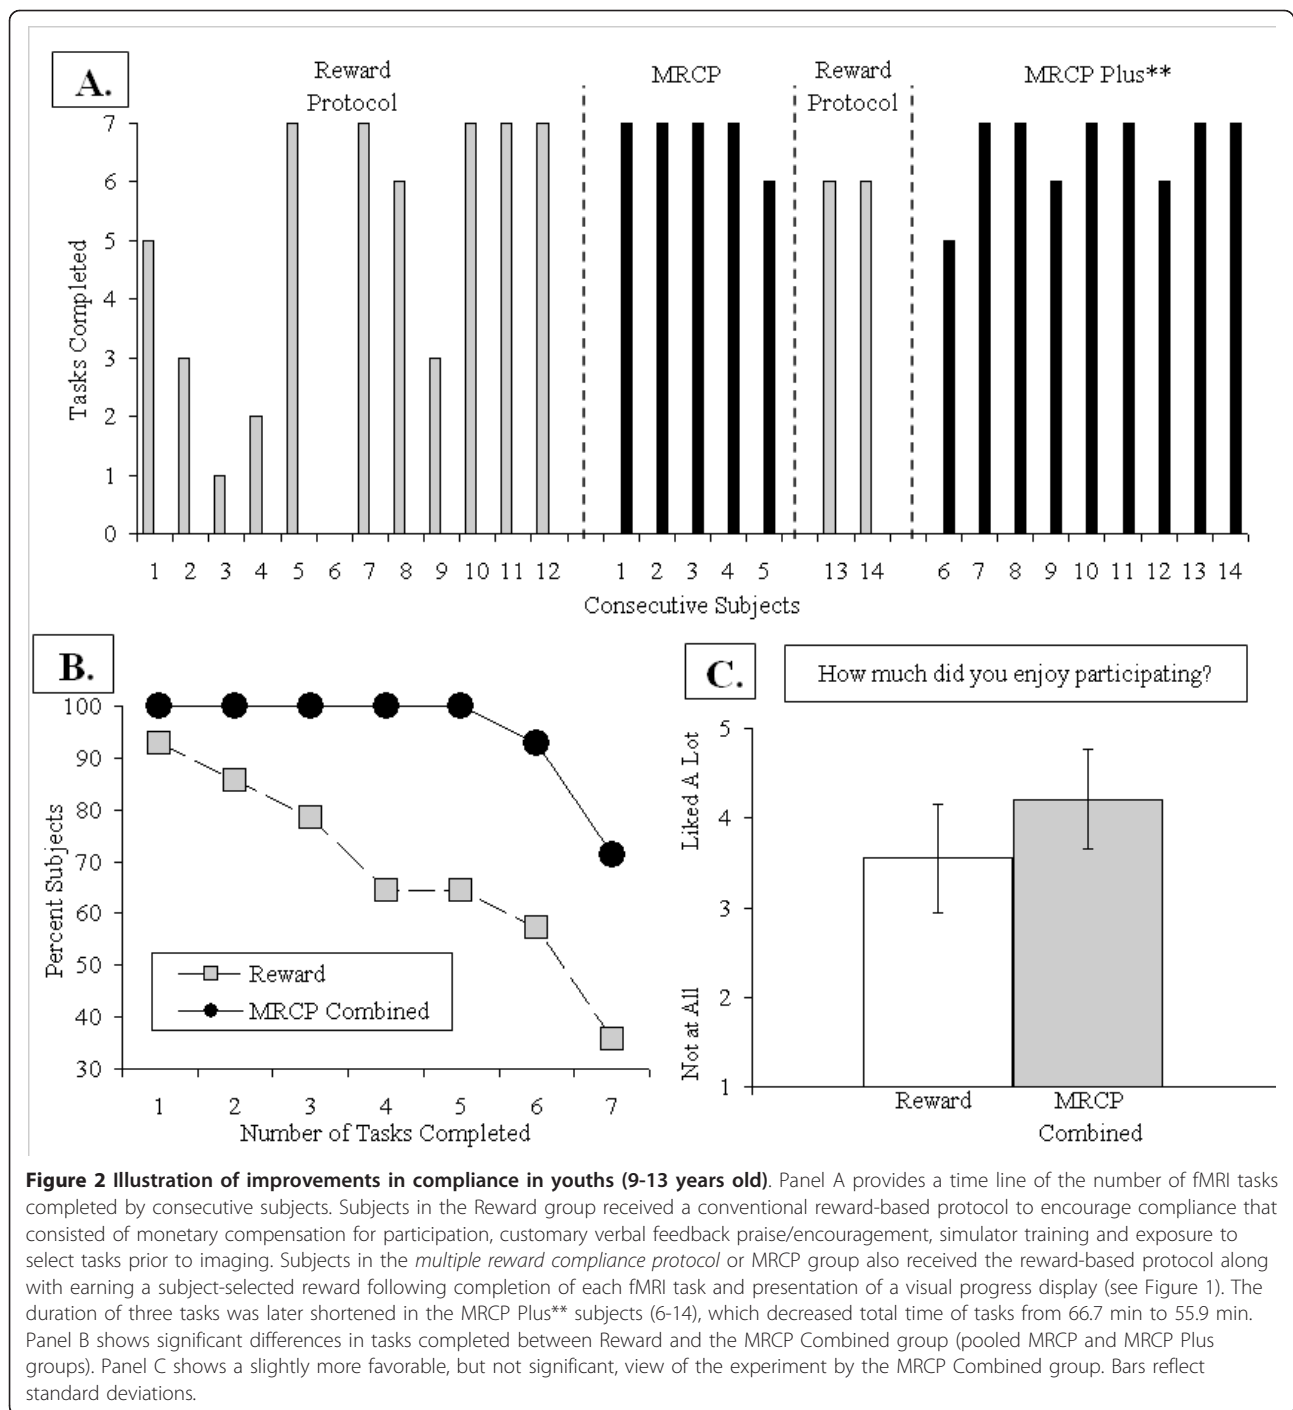 A.
Reward
Protocol
MRCP
Reward
Protocol
MRCP Plus**
Tasks Completed
7
6
5
4
3
2
1
0
1 2 3 4 5 6 7 8 9 10 11 12 1 2 3 4 5 13 14 6 7 8 9 10 11 12 13 14
Consecutive Subjects
B.
Percent Subjects
100
90
80
70
60
50
40
30
Reward
MRCP Combined
1 2 3 4 5 6 7
Number of Tasks Completed
C.
How much did you enjoy participating?
Liked A Lot
Not at All
5
4
3
2
1
Reward
MRCP
Combined
Figure 2 Illustration of improvements in compliance in youths (9-13 years old). Panel A provides a time line of the number of fMRI tasks
completed by consecutive subjects. Subjects in the Reward group received a conventional reward-based protocol to encourage compliance that
consisted of monetary compensation for participation, customary verbal feedback praise/encouragement, simulator training and exposure to
select tasks prior to imaging. Subjects in the multiple reward compliance protocol or MRCP group also received the reward-based protocol along
with earning a subject-selected reward following completion of each fMRI task and presentation of a visual progress display (see Figure 1). The
duration of three tasks was later shortened in the MRCP Plus** subjects (6-14), which decreased total time of tasks from 66.7 min to 55.9 min.
Panel B shows significant differences in tasks completed between Reward and the MRCP Combined group (pooled MRCP and MRCP Plus
groups). Panel C shows a slightly more favorable, but not significant, view of the experiment by the MRCP Combined group. Bars reflect
standard deviations.